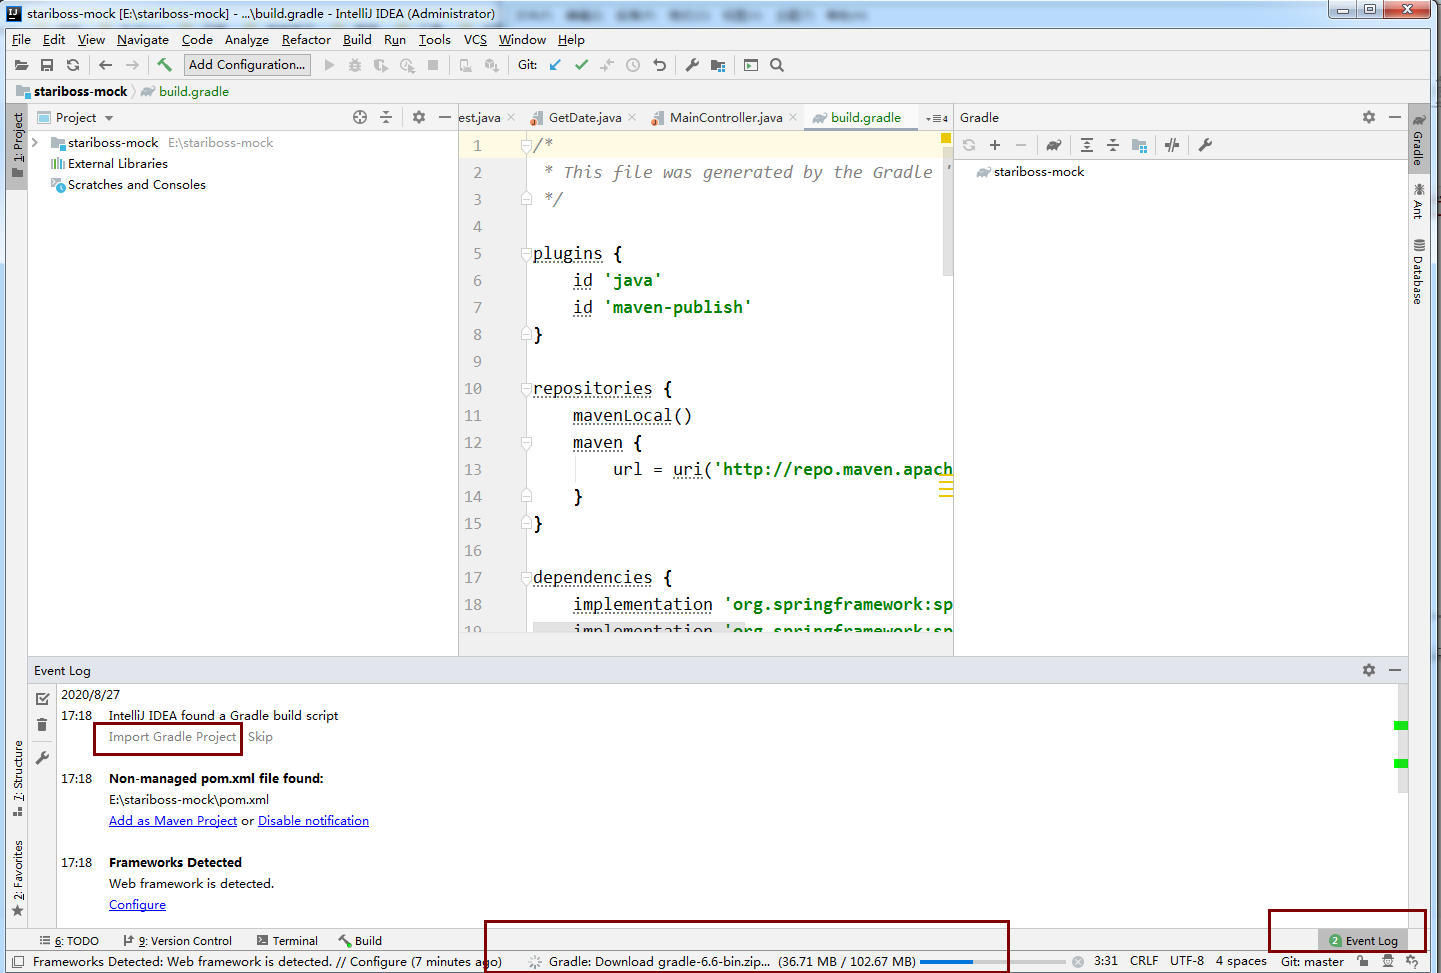 stariboss-mock [E:\stariboss-mock] - ...\build.gradle - IntelliJ IDEA (Administrator)
File Edit View Navigate Code Analyze Refactor Build Run Tools VCS Window Help
Add Configuration... Git:
stariboss-mock build.gradle
1: Project
Project
est.java GetDate.java MainController.java build.gradle 4
Gradle
stariboss-mock E:\stariboss-mock
External Libraries
Scratches and Consoles
1 /*
2 * This file was generated by the Gradle '
3 */
4
5 plugins {
6 id 'java'
7 id 'maven-publish'
8 }
9
10 repositories {
11 mavenLocal()
12 maven {
13 url = uri('http://repo.maven.apach
14 }
15 }
16
17 dependencies {
18 implementation 'org.springframework:sp
19 implementation 'org.springframework:sp
stariboss-mock
Gradle
Ant
Database
Event Log
2020/8/27
17:18 IntelliJ IDEA found a Gradle build script
Import Gradle Project Skip
17:18 Non-managed pom.xml file found:
E:\stariboss-mock\pom.xml
Add as Maven Project or Disable notification
17:18 Frameworks Detected
Web framework is detected.
Configure
7: Structure
2: Favorites
6: TODO 9: Version Control Terminal Build 2 Event Log
Frameworks Detected: Web framework is detected. // Configure (7 minutes ago) Gradle: Download gradle-6.6-bin.zip... (36.71 MB / 102.67 MB) 3:31 CRLF UTF-8 4 spaces Git: master